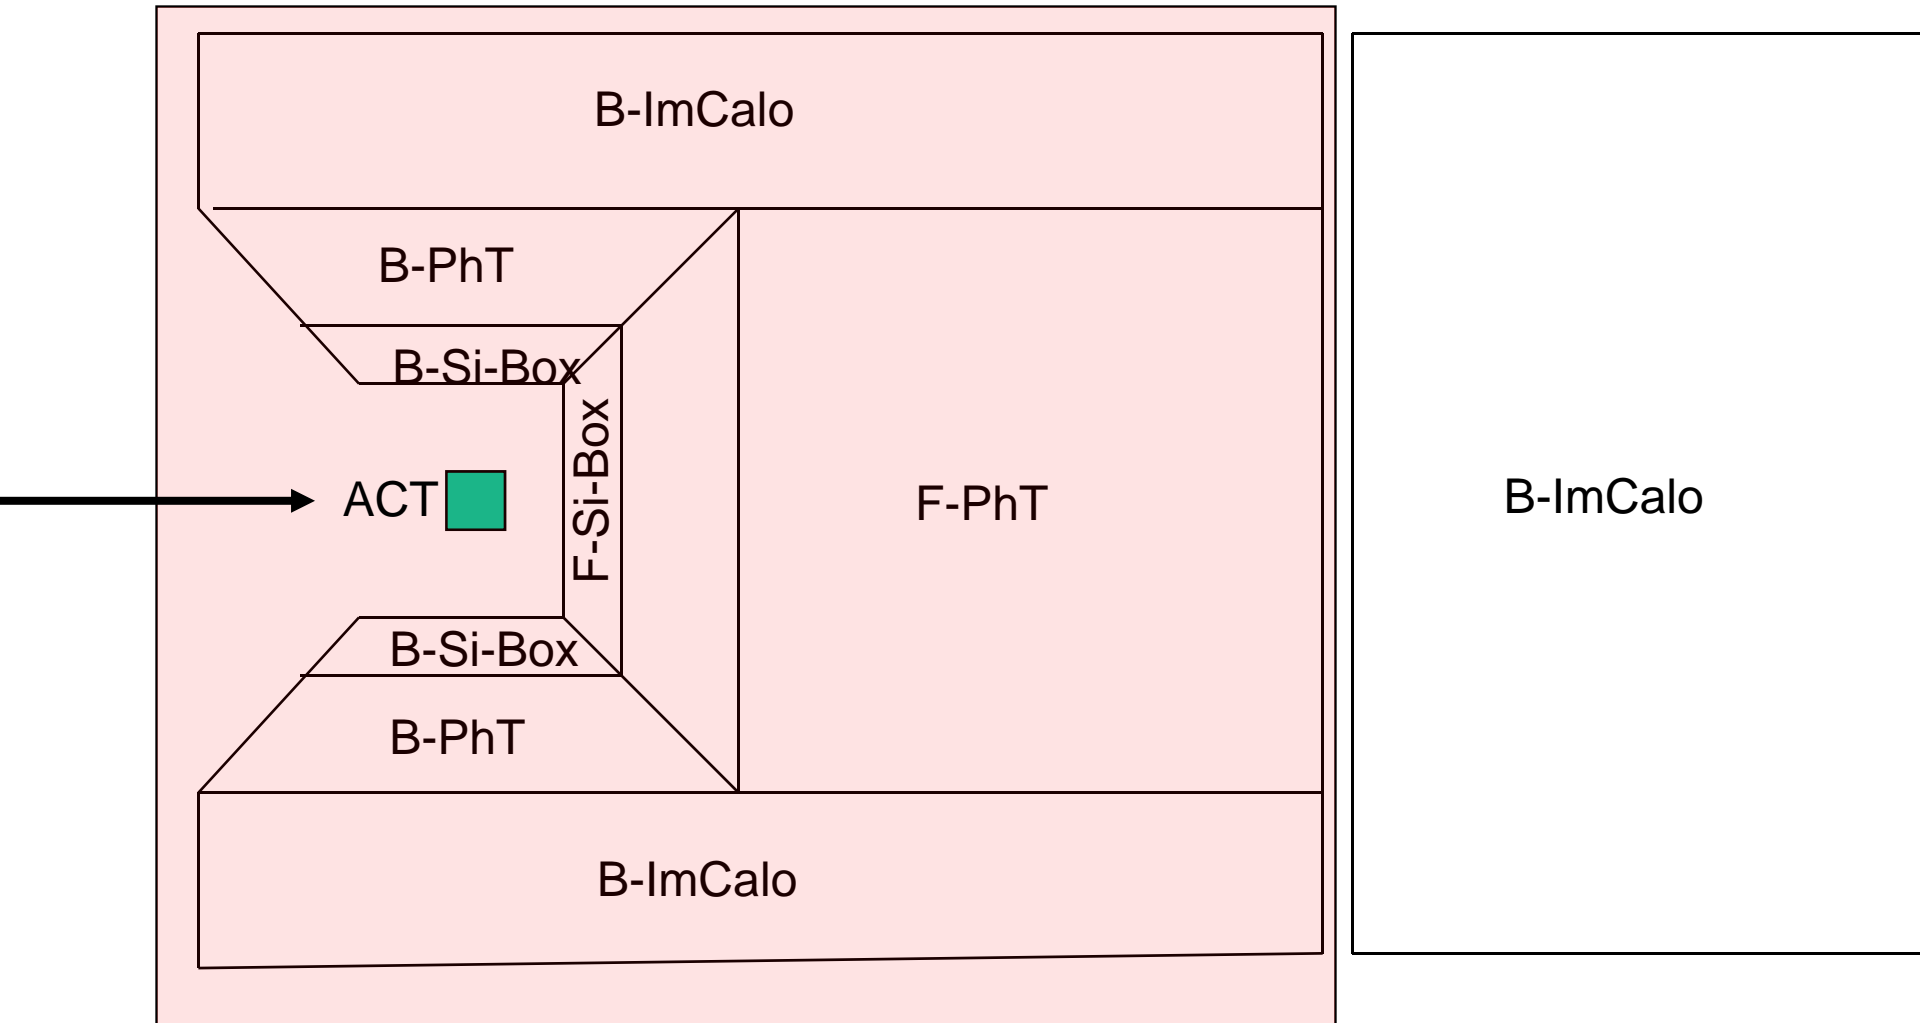 B-ImCalo
B-PhT
B-Si-Box
F-Si-Box
ACT
F-PhT
B-ImCalo
B-Si-Box
B-PhT
B-ImCalo